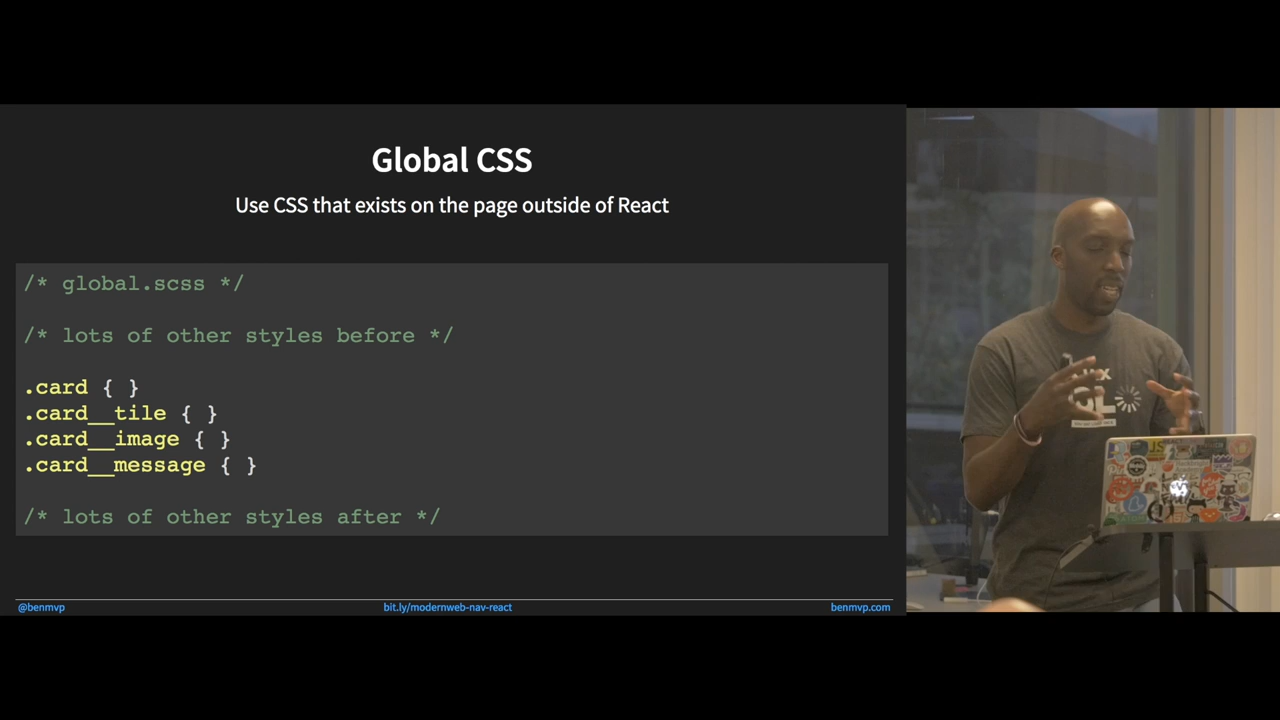 Global CSS
Use CSS that exists on the page outside of React
/* global.scss */
/* lots of other styles before */
.card { }
.card__tile { }
.card__image { }
.card__message { }
/* lots of other styles after */
@benmvp
bit.ly/modernweb-nav-react
benmvp.com